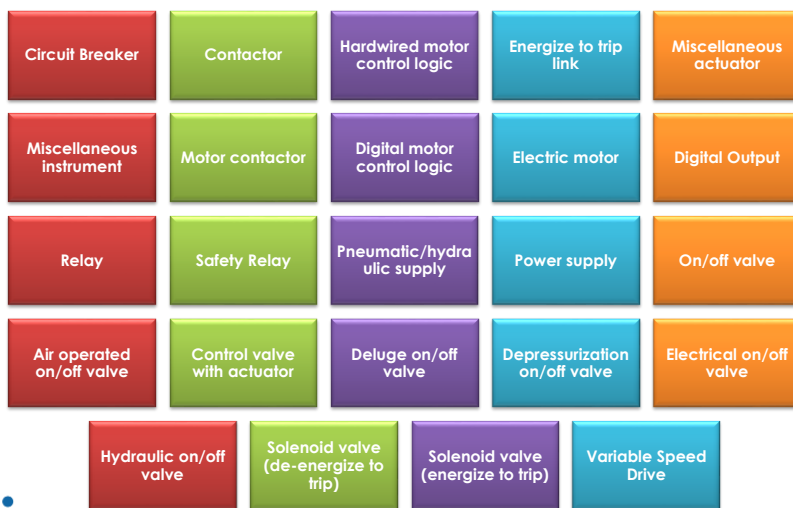 Circuit Breaker
Contactor
Hardwired motor
control logic
Energize to trip
link
Miscellaneous
actuator
Miscellaneous
instrument
Motor contactor
Digital motor
control logic
Electric motor
Digital Output
Relay
Safety Relay
Pneumatic/hydra
ulic supply
Power supply
On/off valve
Air operated
on/off valve
Control valve
with actuator
Deluge on/off
valve
Depressurization
on/off valve
Electrical on/off
valve
Hydraulic on/off
valve
Solenoid valve
(de-energize to
trip)
Solenoid valve
(energize to trip)
Variable Speed
Drive